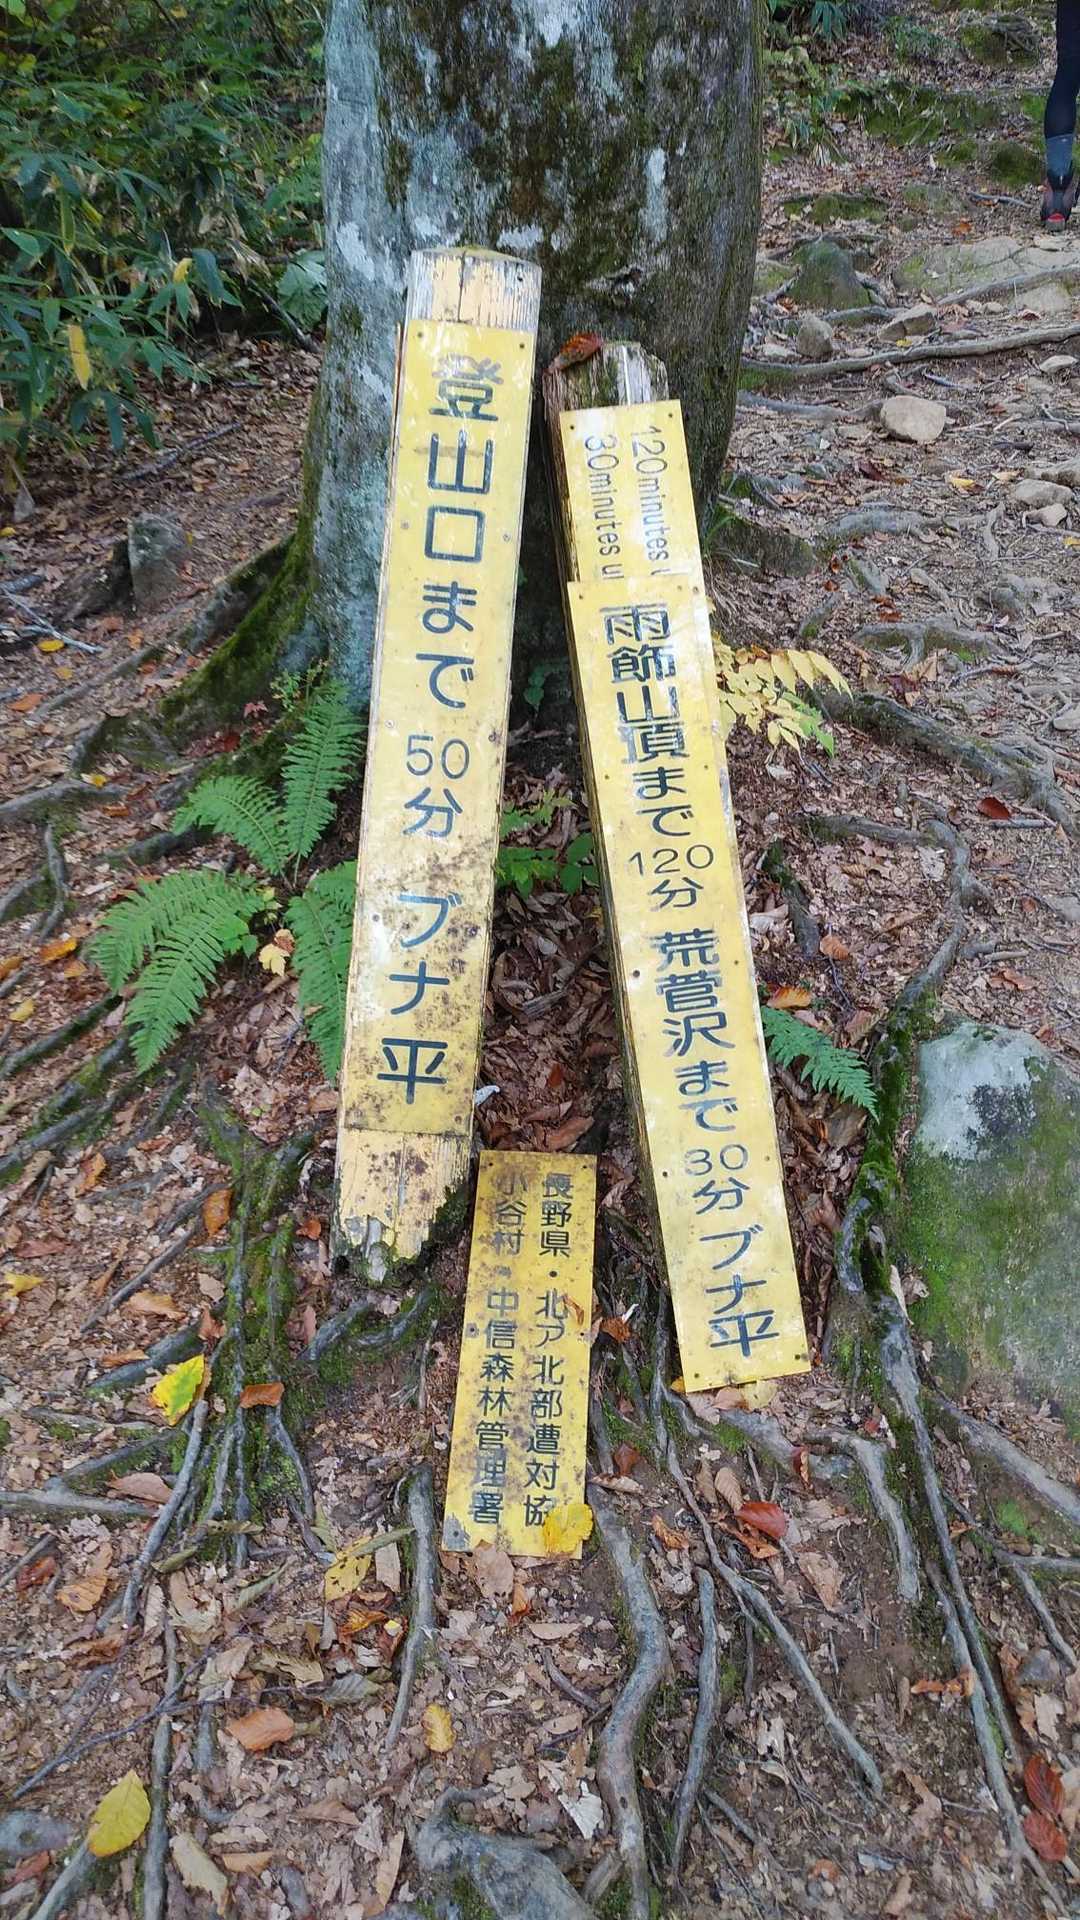 登山口まで 50分 ブナ平
120minutes
30minutes
雨飾山頂まで 120分 荒菅沢まで 30分 ブナ平
長野県・北ア北部遭対協
小谷村 中信森林管理署